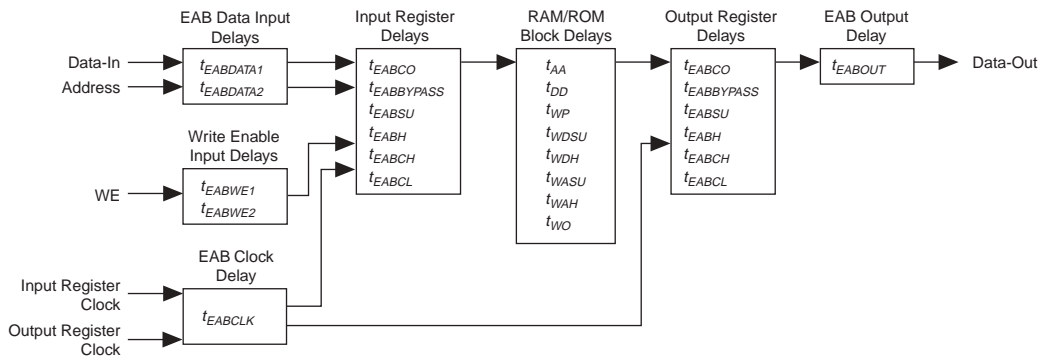 EAB Data Input
Delays
Input Register
Delays
RAM/ROM
Block Delays
Output Register
Delays
EAB Output
Delay
Data-In
Address
tEABDATA1
tEABDATA2
tEABCO
tEABBYPASS
tEABSU
tEABH
tEABCH
tEABCL
tAA
tDD
tWP
tWDSU
tWDH
tWASU
tWAH
tWO
tEABCO
tEABBYPASS
tEABSU
tEABH
tEABCH
tEABCL
tEABOUT
Data-Out
Write Enable
Input Delays
WE
tEABWE1
tEABWE2
EAB Clock
Delay
Input Register
Clock
Output Register
Clock
tEABCLK